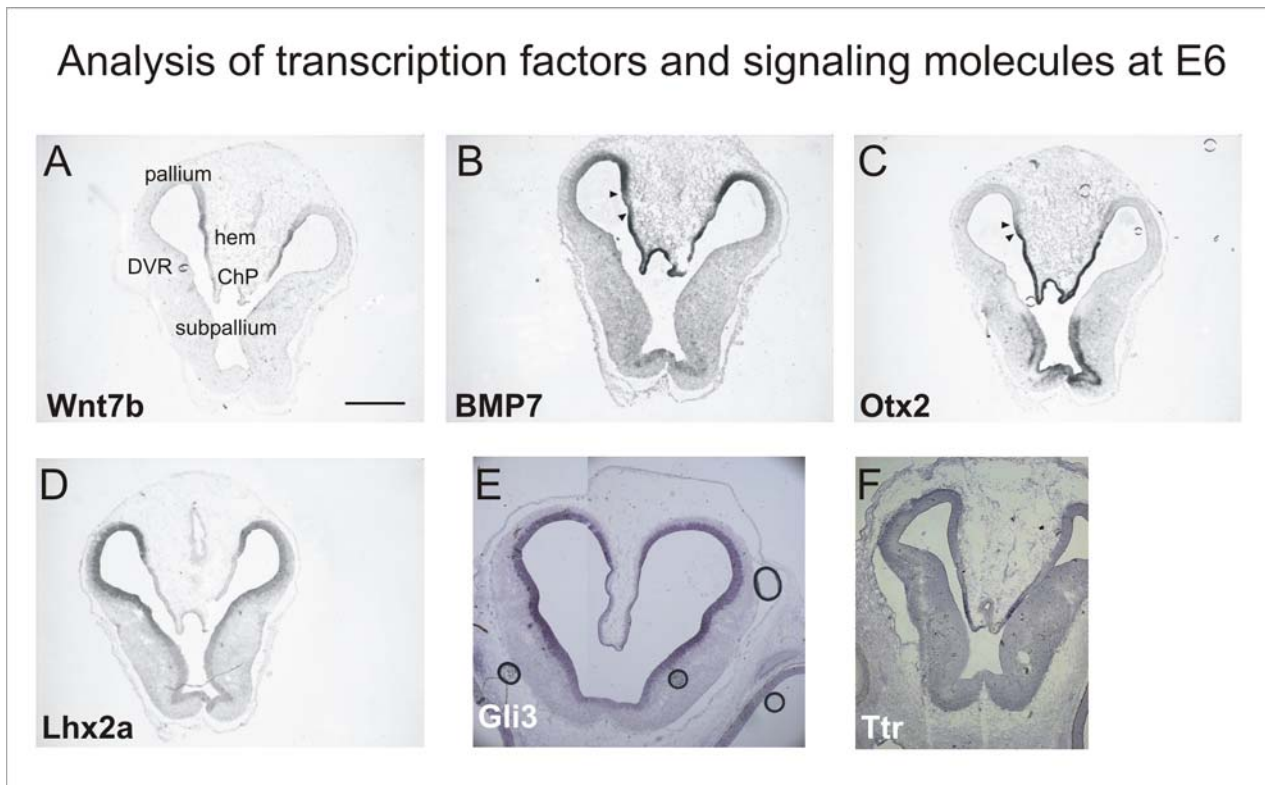 Analysis of transcription factors and signaling molecules at E6
A
pallium
hem
DVR
ChP
subpallium
Wnt7b
B
BMP7
C
Otx2
D
Lhx2a
E
Gli3
F
Ttr